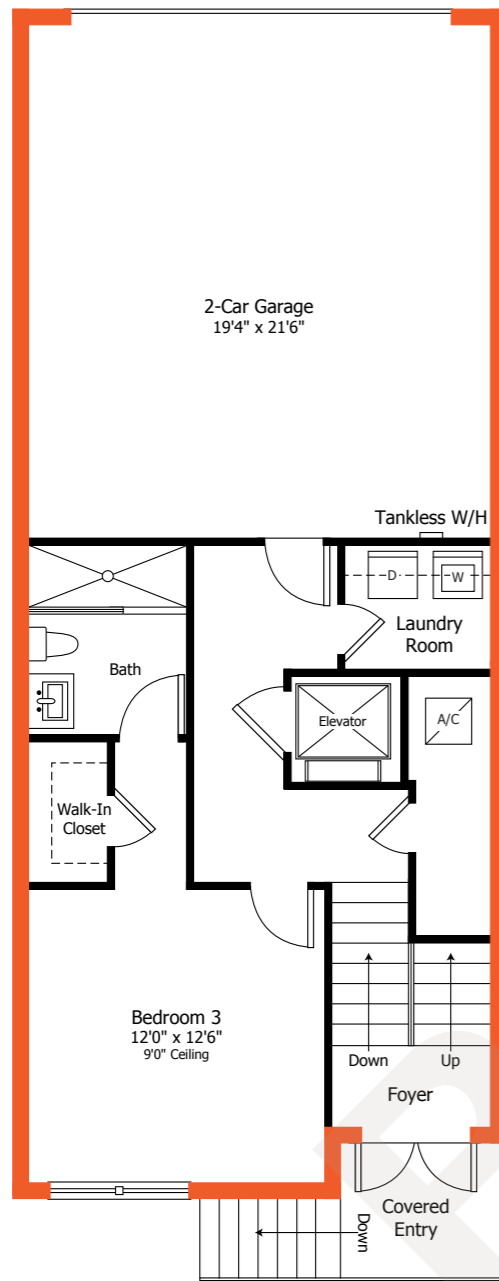 2-Car Garage
19'4" x 21'6"
Tankless W/H
D
W
Laundry
Room
Bath
Elevator
A/C
Walk-In
Closet
Bedroom 3
12'0" x 12'6"
9'0" Ceiling
Down
Up
Foyer
Covered
Entry
Down